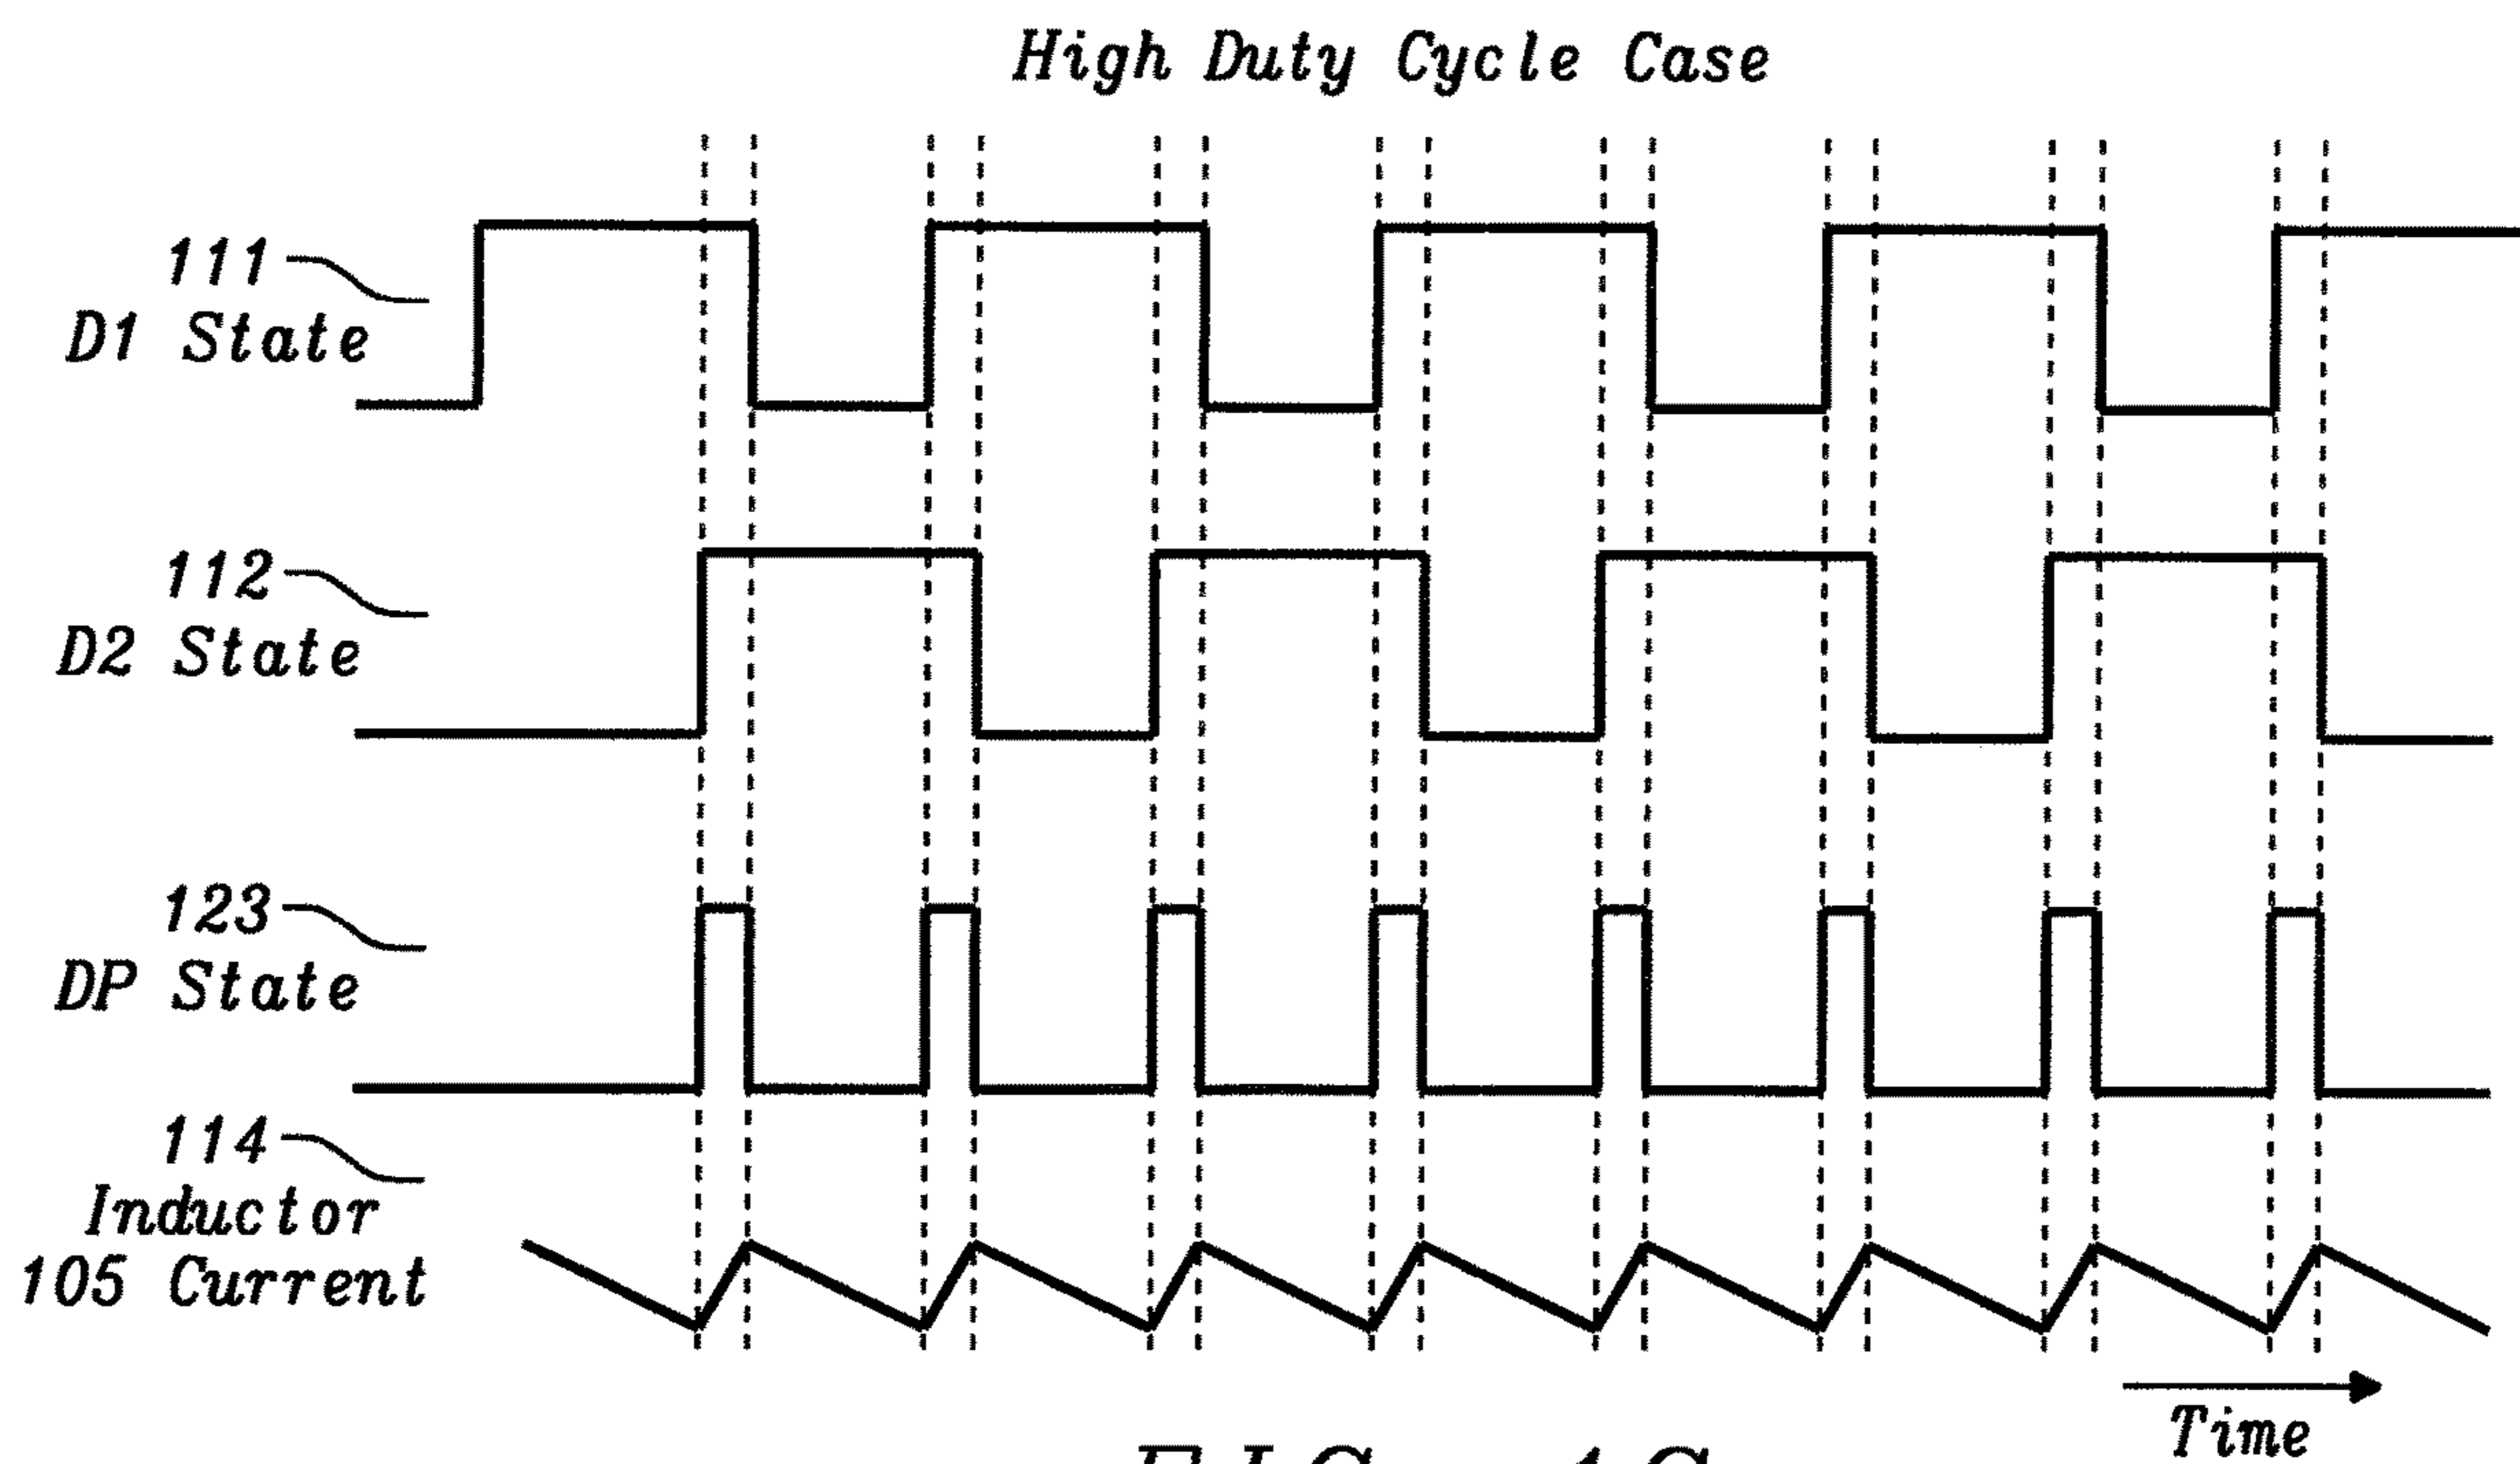 High Duty Cycle Case
111
D1 State
112
D2 State
123
DP State
114
Inductor
105 Current
Time